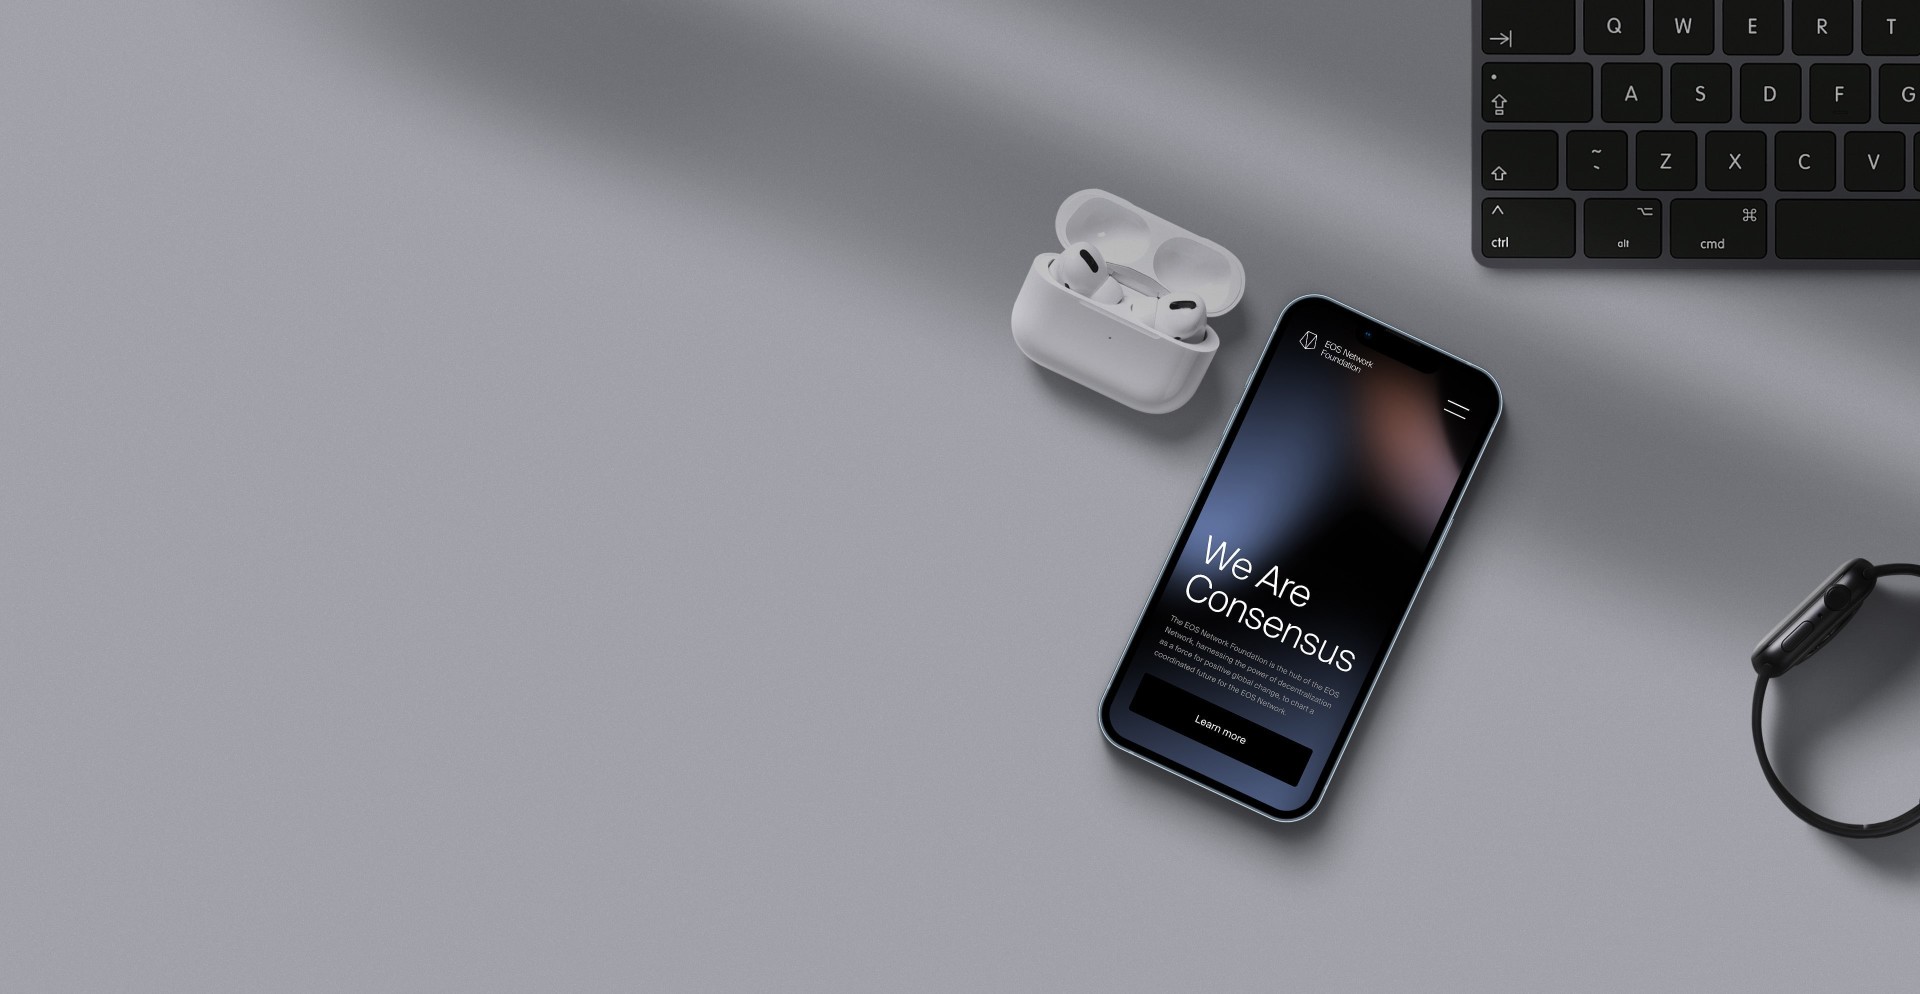 Q W E R T
A S D F G
~ Z X C V
ctrl alt cmd
EOS Network
Foundation
We Are
Consensus
The EOS Network Foundation is the hub of the EOS
Network, harnessing the power of decentralization
as a force for positive global change, to chart a
coordinated future for the EOS Network.
Learn more